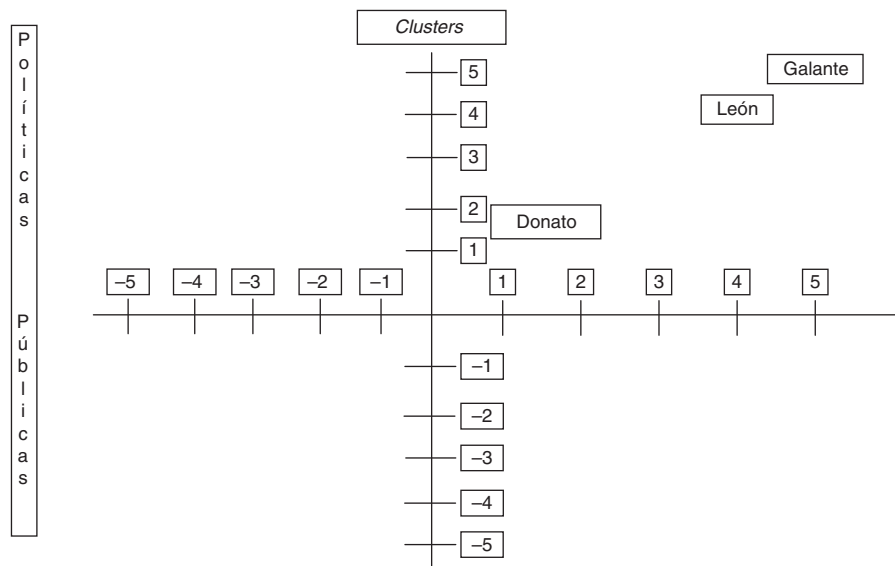 Políticas Públicas
Clusters
5
Galante
4
León
3
2
Donato
1
–5 –4 –3 –2 –1 1 2 3 4 5
–1
–2
–3
–4
–5